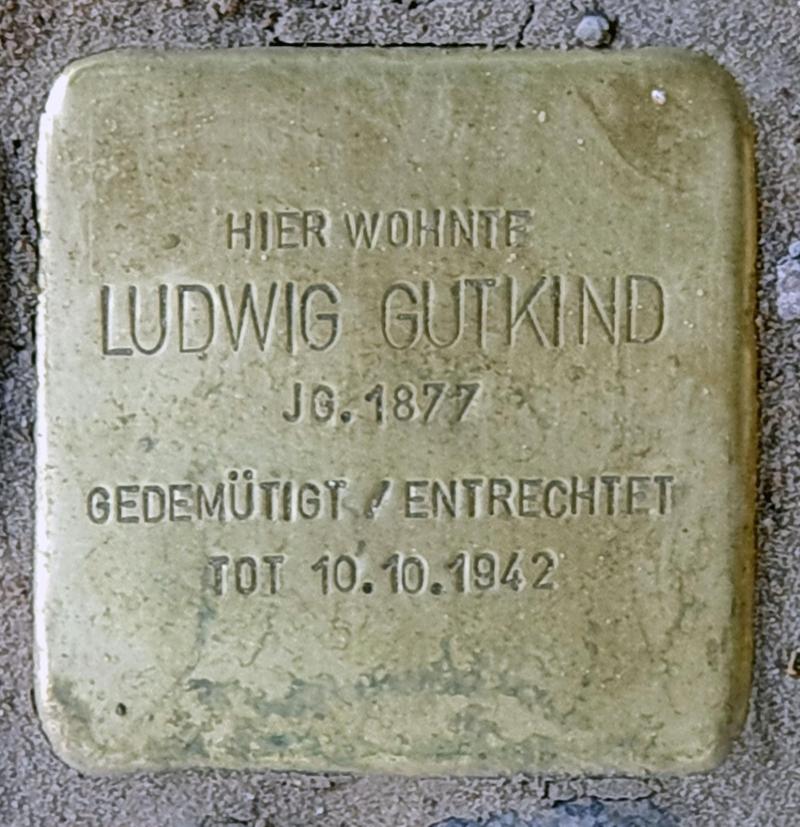 HIER WOHNTE
LUDWIG GUTKIND
JG. 1877
GEDEMÜTIGT / ENTRECHTET
TOT 10.10.1942